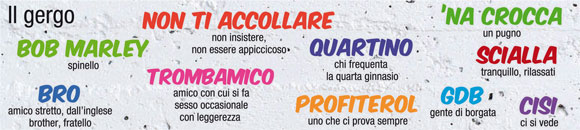 Il gergo
BOB MARLEY
spinello
BRO
amico stretto, dall'inglese
brother, fratello
NON TI ACCOLLARE
non insistere,
non essere appiccicoso
TROMBAMICO
amico con cui si fa
sesso occasionale
con leggerezza
QUARTINO
chi frequenta
la quarta ginnasio
PROFITEROL
uno che ci prova sempre
'NA CROCCA
un pugno
SCIALLA
tranquillo, rilassati
GDB
gente di borgata
CISI
ci si vede